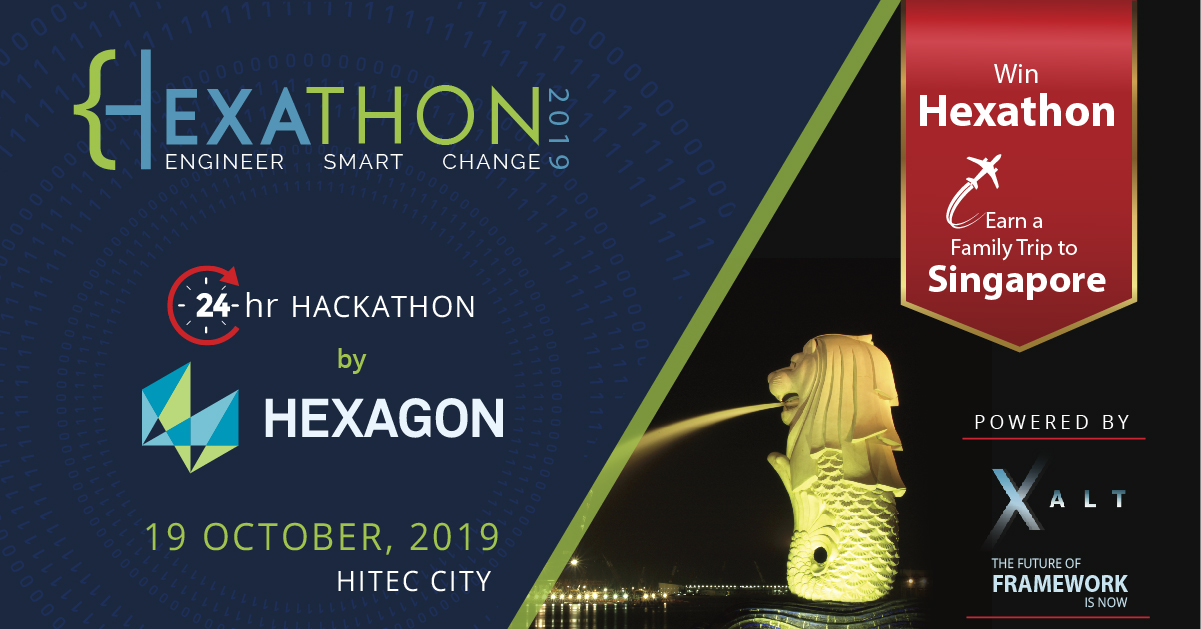 {HEXATHON 2019
ENGINEER SMART CHANGE
24 hr HACKATHON
by
HEXAGON
19 OCTOBER, 2019
HITEC CITY
Win
Hexathon
Earn a
Family Trip to
Singapore
POWERED BY
XALT
THE FUTURE OF
FRAMEWORK
IS NOW